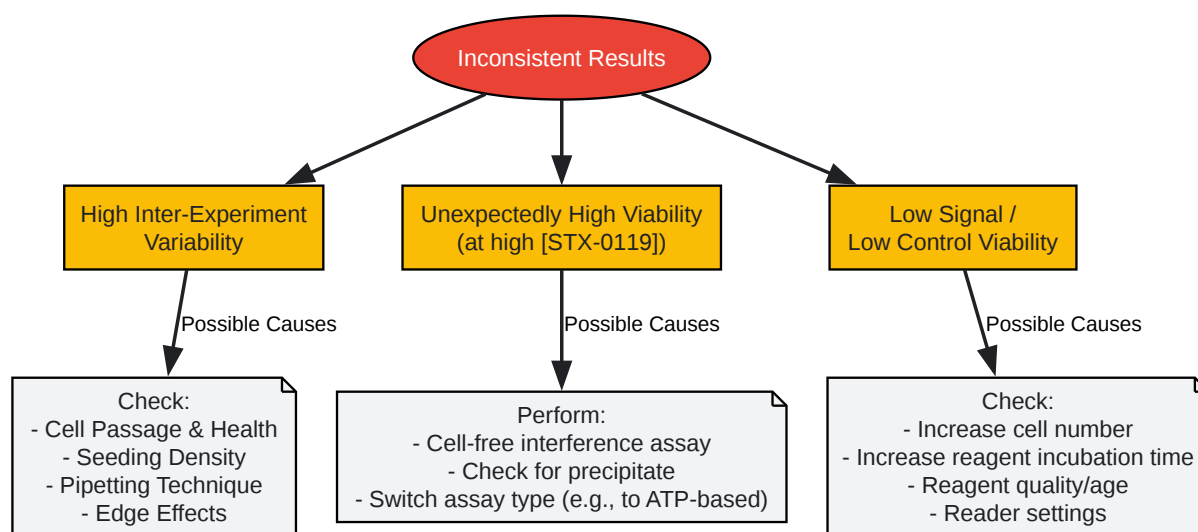 Inconsistent Results
High Inter-Experiment
Variability
Unexpectedly High Viability
(at high [STX-0119])
Low Signal /
Low Control Viability
Possible Causes
Possible Causes
Possible Causes
Check:
- Cell Passage & Health
- Seeding Density
- Pipetting Technique
- Edge Effects
Perform:
- Cell-free interference assay
- Check for precipitate
- Switch assay type (e.g., to ATP-based)
Check:
- Increase cell number
- Increase reagent incubation time
- Reagent quality/age
- Reader settings